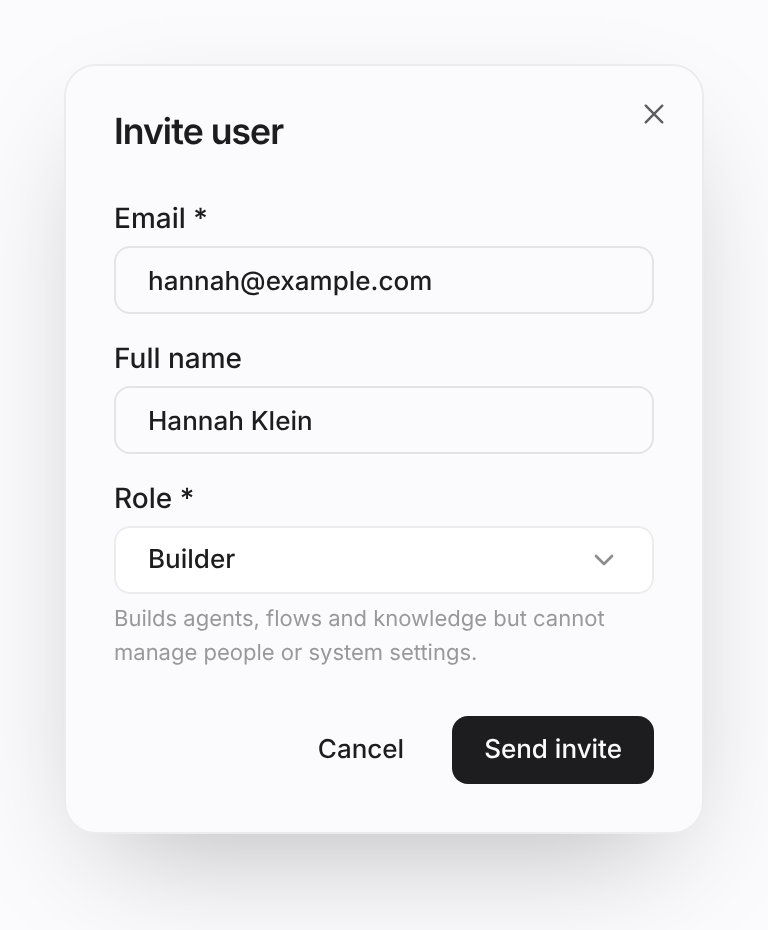 Invite user
Email *
hannah@example.com
Full name
Hannah Klein
Role *
Builder
Builds agents, flows and knowledge but cannot
manage people or system settings.
Cancel
Send invite